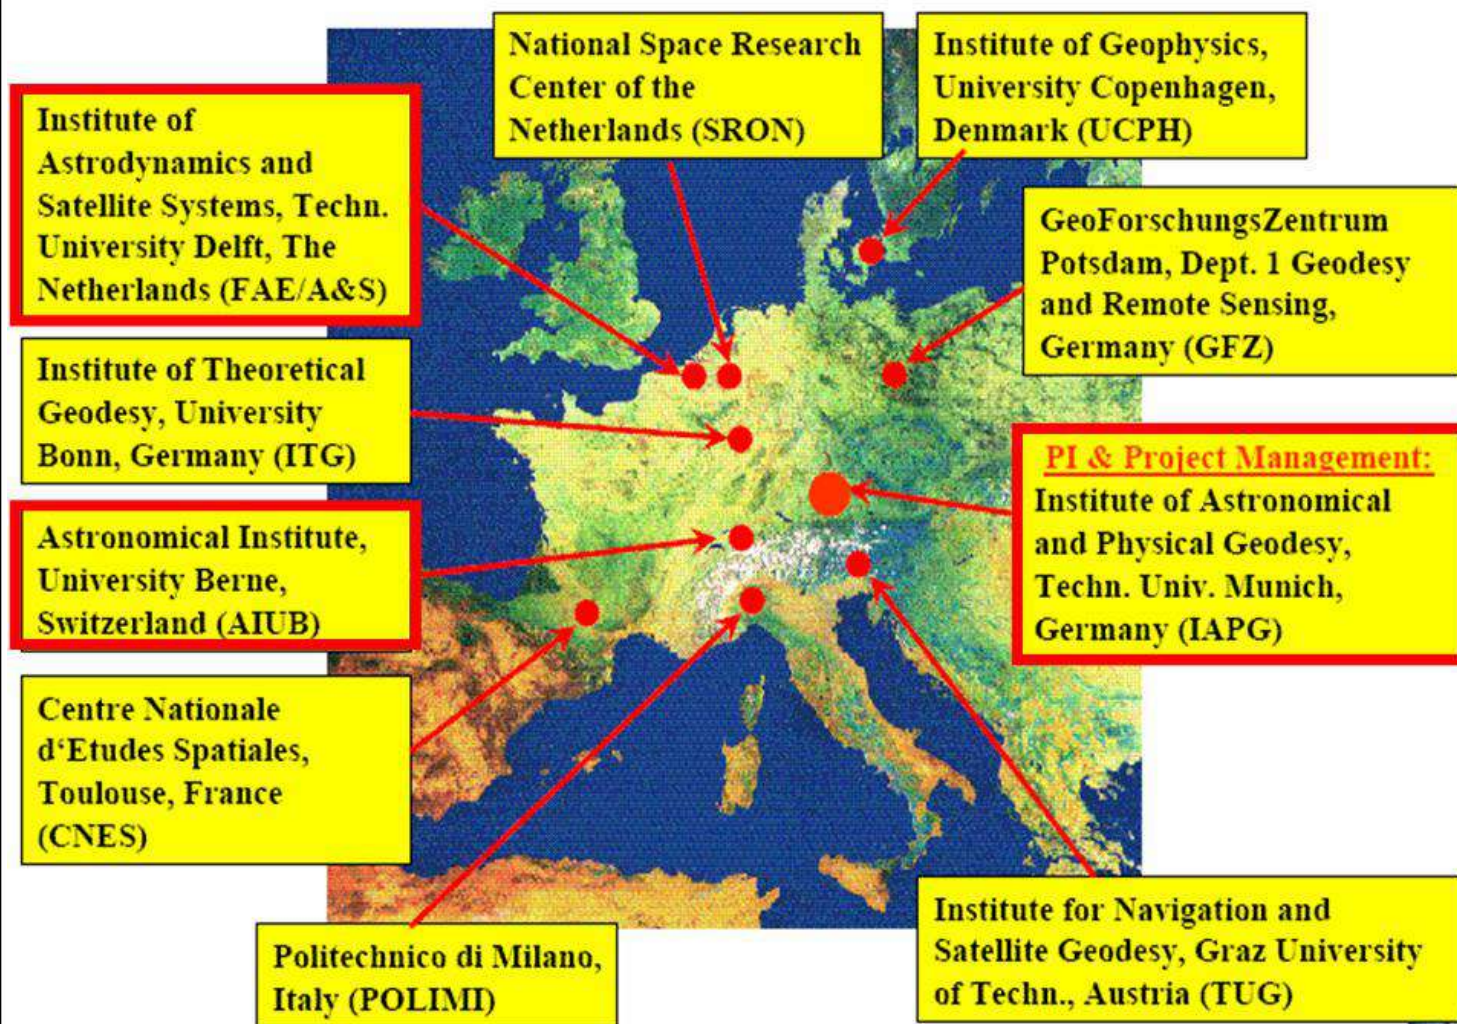 National Space Research
Center of the
Netherlands (SRON)
Institute of Geophysics,
University Copenhagen,
Denmark (UCPH)
Institute of
Astrodynamics and
Satellite Systems, Techn.
University Delft, The
Netherlands (FAE/A&S)
GeoForschungsZentrum
Potsdam, Dept. 1 Geodesy
and Remote Sensing,
Germany (GFZ)
Institute of Theoretical
Geodesy, University
Bonn, Germany (ITG)
PI & Project Management:
Institute of Astronomical
and Physical Geodesy,
Techn. Univ. Munich,
Germany (IAPG)
Astronomical Institute,
University Berne,
Switzerland (AIUB)
Centre Nationale
d‘Etudes Spatiales,
Toulouse, France
(CNES)
Politechnico di Milano,
Italy (POLIMI)
Institute for Navigation and
Satellite Geodesy, Graz University
of Techn., Austria (TUG)